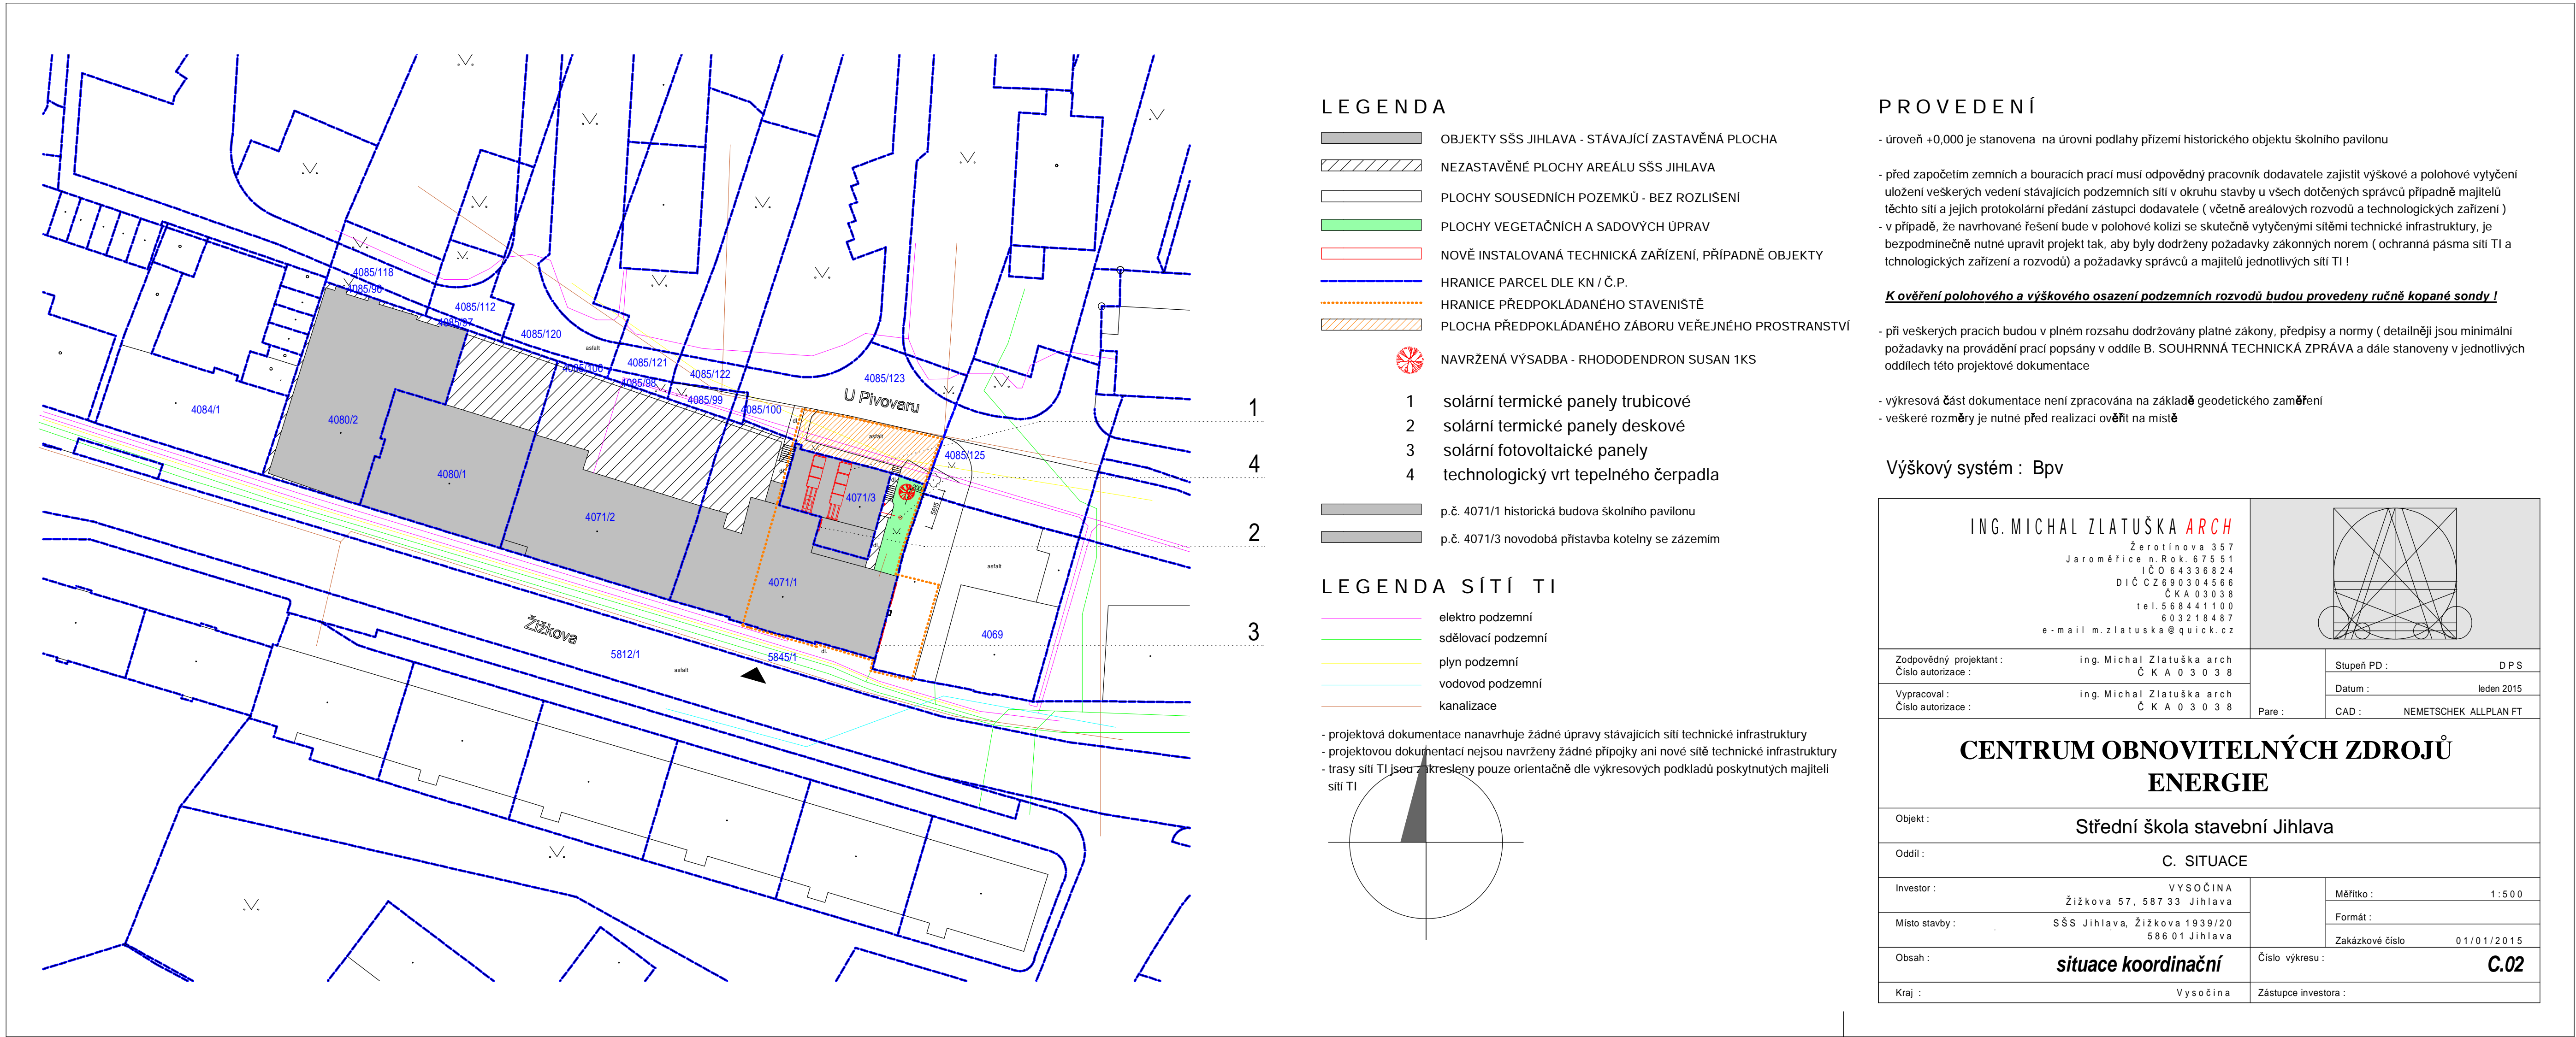 4085/118
4085/96
4085/112
4085/97
4085/120
asfalt
4085/121
4085/106
4085/98
4085/122
4085/99
4085/100
4085/123
U Pivovaru
asfalt
4085/125
4084/1
4080/2
4080/1
4071/2
4071/3
4071/1
dl.
dl.
dl.
dl.
asfalt
4069
Žižkova
5812/1
asfalt
5845/1
dl.
1
4
2
3
LEGENDA
OBJEKTY SŠS JIHLAVA - STÁVAJÍCÍ ZASTAVĚNÁ PLOCHA
NEZASTAVĚNÉ PLOCHY AREÁLU SŠS JIHLAVA
PLOCHY SOUSEDNÍCH POZEMKŮ - BEZ ROZLIŠENÍ
PLOCHY VEGETAČNÍCH A SADOVÝCH ÚPRAV
NOVĚ INSTALOVANÁ TECHNICKÁ ZAŘÍZENÍ, PŘÍPADNĚ OBJEKTY
HRANICE PARCEL DLE KN / Č.P.
HRANICE PŘEDPOKLÁDANÉHO STAVENIŠTĚ
PLOCHA PŘEDPOKLÁDANÉHO ZÁBORU VEŘEJNÉHO PROSTRANSTVÍ
NAVRŽENÁ VÝSADBA - RHODODENDRON SUSAN 1KS
1 solární termické panely trubicové
2 solární termické panely deskové
3 solární fotovoltaické panely
4 technologický vrt tepelného čerpadla
p.č. 4071/1 historická budova školního pavilonu
p.č. 4071/3 novodobá přístavba kotelny se zázemím
LEGENDA SÍTÍ TI
elektro podzemní
sdělovací podzemní
plyn podzemní
vodovod podzemní
kanalizace
- projektová dokumentace nanavrhuje žádné úpravy stávajících sítí technické infrastruktury
- projektovou dokumentací nejsou navrženy žádné přípojky ani nové sítě technické infrastruktury
- trasy sítí TI jsou zakresleny pouze orientačně dle výkresových podkladů poskytnutých majiteli
sítí TI
PROVEDENÍ
- úroveň +0,000 je stanovena na úrovni podlahy přízemí historického objektu školního pavilonu
- před započetím zemních a bouracích prací musí odpovědný pracovník dodavatele zajistit výškové a polohové vytyčení
uložení veškerých vedení stávajících podzemních sítí v okruhu stavby u všech dotčených správců případně majitelů
těchto sítí a jejich protokolární předání zástupci dodavatele ( včetně areálových rozvodů a technologických zařízení )
- v případě, že navrhované řešení bude v polohové kolizi se skutečně vytyčenými sítěmi technické infrastruktury, je
bezpodmínečně nutné upravit projekt tak, aby byly dodrženy požadavky zákonných norem ( ochranná pásma sítí TI a
tchnologických zařízení a rozvodů) a požadavky správců a majitelů jednotlivých sítí TI !
K ověření polohového a výškového osazení podzemních rozvodů budou provedeny ručně kopané sondy !
- při veškerých pracích budou v plném rozsahu dodržovány platné zákony, předpisy a normy ( detailněji jsou minimální
požadavky na provádění prací popsány v oddíle B. SOUHRNNÁ TECHNICKÁ ZPRÁVA a dále stanoveny v jednotlivých
oddílech této projektové dokumentace
- výkresová část dokumentace není zpracována na základě geodetického zaměření
- veškeré rozměry je nutné před realizací ověřit na místě
Výškový systém : Bpv
ING. MICHAL ZLATUŠKA ARCH
Žerotínova 357
Jaroměřice n.Rok. 67551
IČO 64336824
DIČ CZ690304566
ČKA 03038
tel. 568441100
603218487
e-mail m.zlatuska@quick.cz
Zodpovědný projektant : ing. Michal Zlatuška arch
Číslo autorizace : ČKA 03038
Vypracoval : ing. Michal Zlatuška arch
Číslo autorizace : ČKA 03038
Pare :
Stupeň PD : DPS
Datum : leden 2015
CAD : NEMETSCHEK ALLPLAN FT
CENTRUM OBNOVITELNÝCH ZDROJŮ
ENERGIE
Objekt : Střední škola stavební Jihlava
Oddíl : C. SITUACE
Investor : VYSOČINA
Žižkova 57, 587 33 Jihlava
Místo stavby : SŠS Jihlava, Žižkova 1939/20
586 01 Jihlava
Měřítko : 1:500
Formát :
Zakázkové číslo 01/01/2015
Obsah : situace koordinační
Číslo výkresu : C.02
Kraj : Vysočina
Zástupce investora :